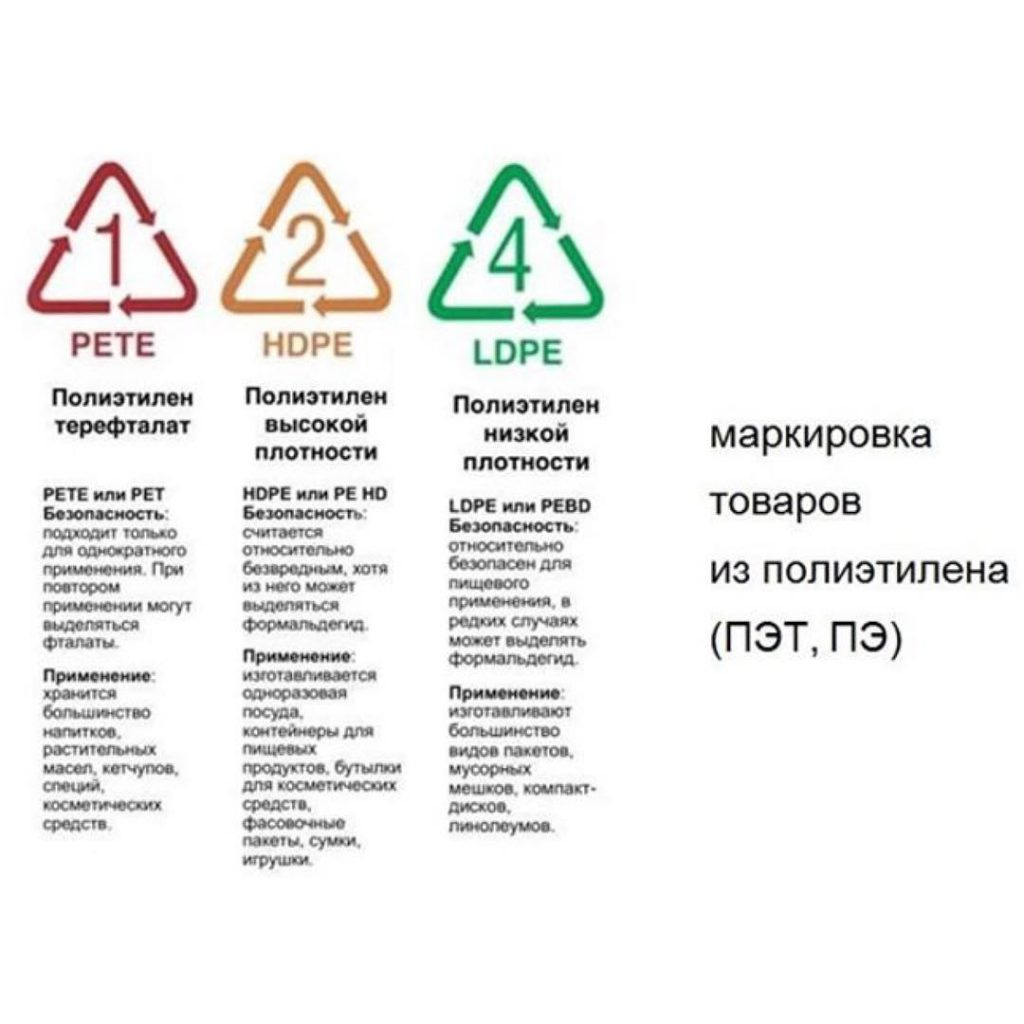 1
PETE
Полиэтилен
терефталат
PETE или PET
Безопасность:
подходит только
для однократного
применения. При
повтором
применении могут
выделяться
фталаты.
Применение:
хранится
большинство
напитков,
растительных
масел, кетчупов,
специй,
косметических
средств.
2
HDPE
Полиэтилен
высокой
плотности
HDPE или PE HD
Безопасность:
считается
относительно
безвредным, хотя
из него может
выделяться
формальдегид.
Применение:
изготавливается
одноразовая
посуда,
контейнеры для
пищевых
продуктов, бутылки
для косметических
средств,
фасовочные
пакеты, сумки,
игрушки.
4
LDPE
Полиэтилен
низкой
плотности
LDPE или PEBD
Безопасность:
относительно
безопасен для
пищевого
применения, в
редких случаях
может выделять
формальдегид.
Применение:
изготавливают
большинство
видов пакетов,
мусорных
мешков, компакт-
дисков,
линолеумов.
маркировка
товаров
из полиэтилена
(ПЭТ, ПЭ)